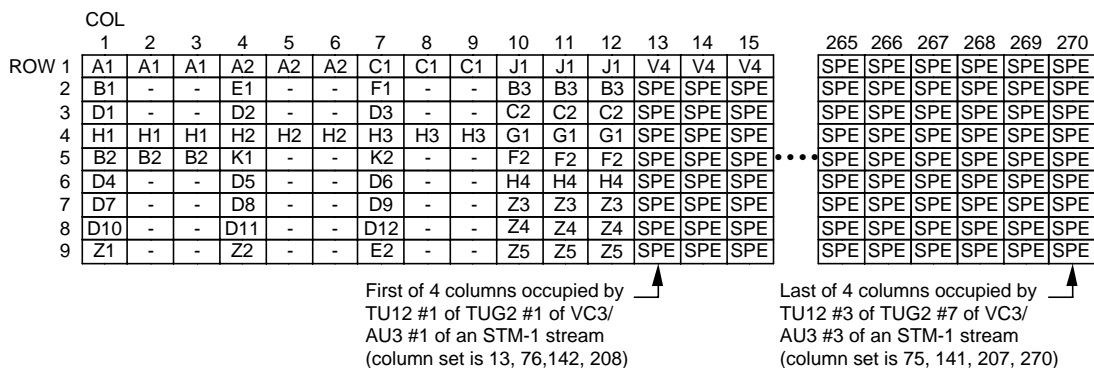 COL
1 2 3 4 5 6 7 8 9 10 11 12 13 14 15 265 266 267 268 269 270
ROW 1 A1 A1 A1 A2 A2 A2 C1 C1 C1 J1 J1 J1 V4 V4 V4 SPE SPE SPE SPE SPE SPE
2 B1 - - E1 - - F1 - - B3 B3 B3 SPE SPE SPE SPE SPE SPE SPE SPE SPE
3 D1 - - D2 - - D3 - - C2 C2 C2 SPE SPE SPE SPE SPE SPE SPE SPE SPE
4 H1 H1 H1 H2 H2 H2 H3 H3 H3 G1 G1 G1 SPE SPE SPE SPE SPE SPE SPE SPE SPE
5 B2 B2 B2 K1 - - K2 - - F2 F2 F2 SPE SPE SPE •••• SPE SPE SPE SPE SPE SPE
6 D4 - - D5 - - D6 - - H4 H4 H4 SPE SPE SPE SPE SPE SPE SPE SPE SPE
7 D7 - - D8 - - D9 - - Z3 Z3 Z3 SPE SPE SPE SPE SPE SPE SPE SPE SPE
8 D10 - - D11 - - D12 - - Z4 Z4 Z4 SPE SPE SPE SPE SPE SPE SPE SPE SPE
9 Z1 - - Z2 - - E2 - - Z5 Z5 Z5 SPE SPE SPE SPE SPE SPE SPE SPE SPE
First of 4 columns occupied by
TU12 #1 of TUG2 #1 of VC3/
AU3 #1 of an STM-1 stream
(column set is 13, 76,142, 208)
Last of 4 columns occupied by
TU12 #3 of TUG2 #7 of VC3/
AU3 #3 of an STM-1 stream
(column set is 75, 141, 207, 270)